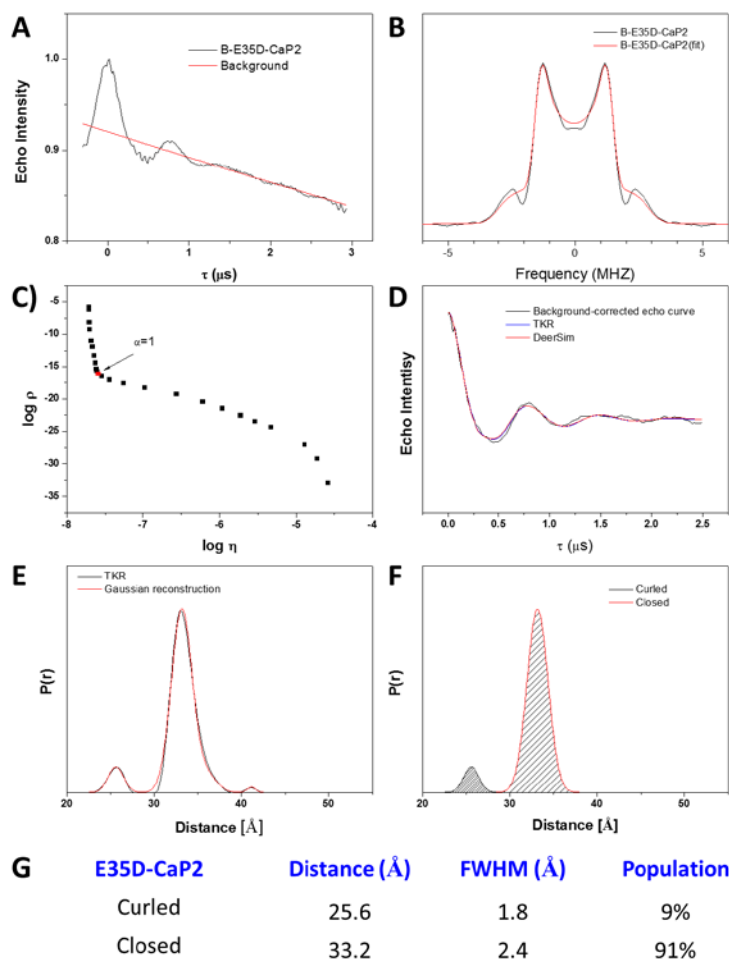 A
B-E35D-CaP2
Background
1.0
0.9
0.8
Echo Intensity
0
1
2
3
τ (μs)
B
B-E35D-CaP2
B-E35D-CaP2(fit)
-5
0
5
Frequency (MHZ)
C)
-5
-10
-15
-20
-25
-30
-35
log ρ
α=1
-8
-7
-6
-5
-4
log η
D
Background-corrected echo curve
TKR
DeerSim
Echo Intentisy
0.0
0.5
1.0
1.5
2.0
2.5
τ (μs)
E
TKR
Gaussian reconstruction
P(r)
20
30
40
50
Distance [Å]
F
Curled
Closed
P(r)
20
30
40
50
Distance [Å]
G
E35D-CaP2 Distance (Å) FWHM (Å) Population
Curled 25.6 1.8 9%
Closed 33.2 2.4 91%